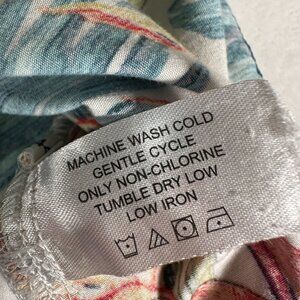 MACHINE WASH COLD
GENTLE CYCLE
ONLY NON-CHLORINE
TUMBLE DRY LOW
LOW IRON